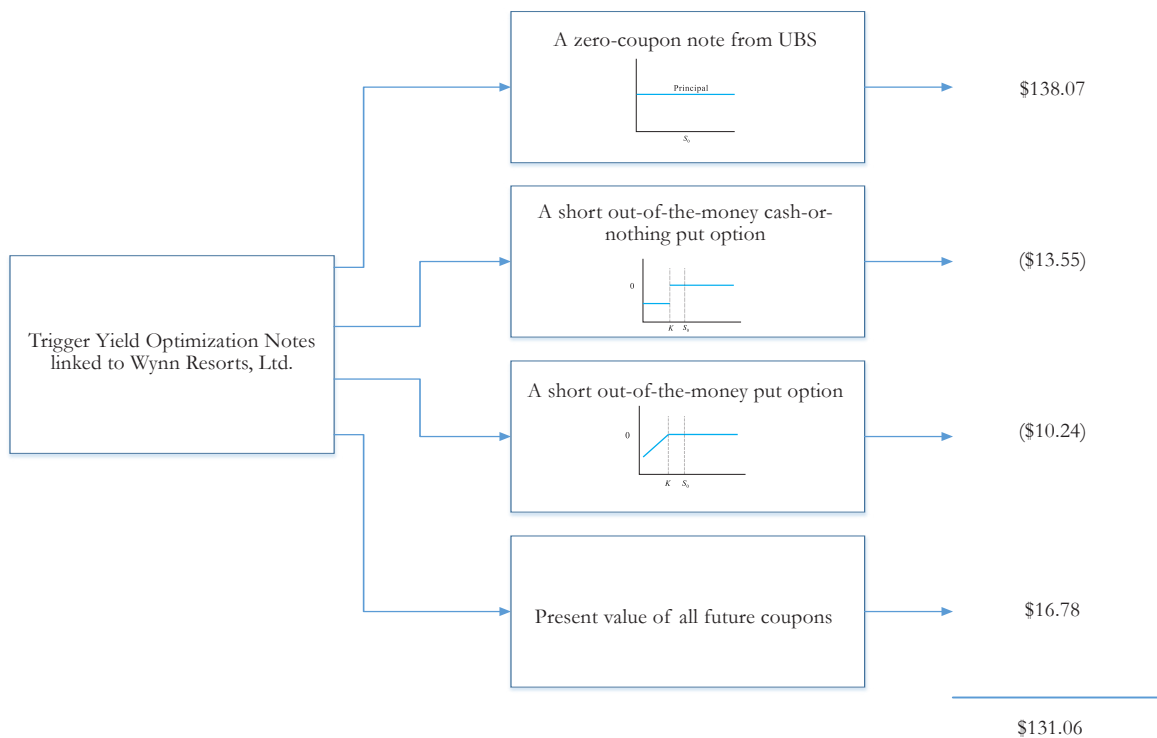 A zero-coupon note from UBS
Principal
S0
$138.07
A short out-of-the-money cash-or-
nothing put option
0
K S0
($13.55)
Trigger Yield Optimization Notes
linked to Wynn Resorts, Ltd.
A short out-of-the-money put option
0
K S0
($10.24)
Present value of all future coupons
$16.78
$131.06